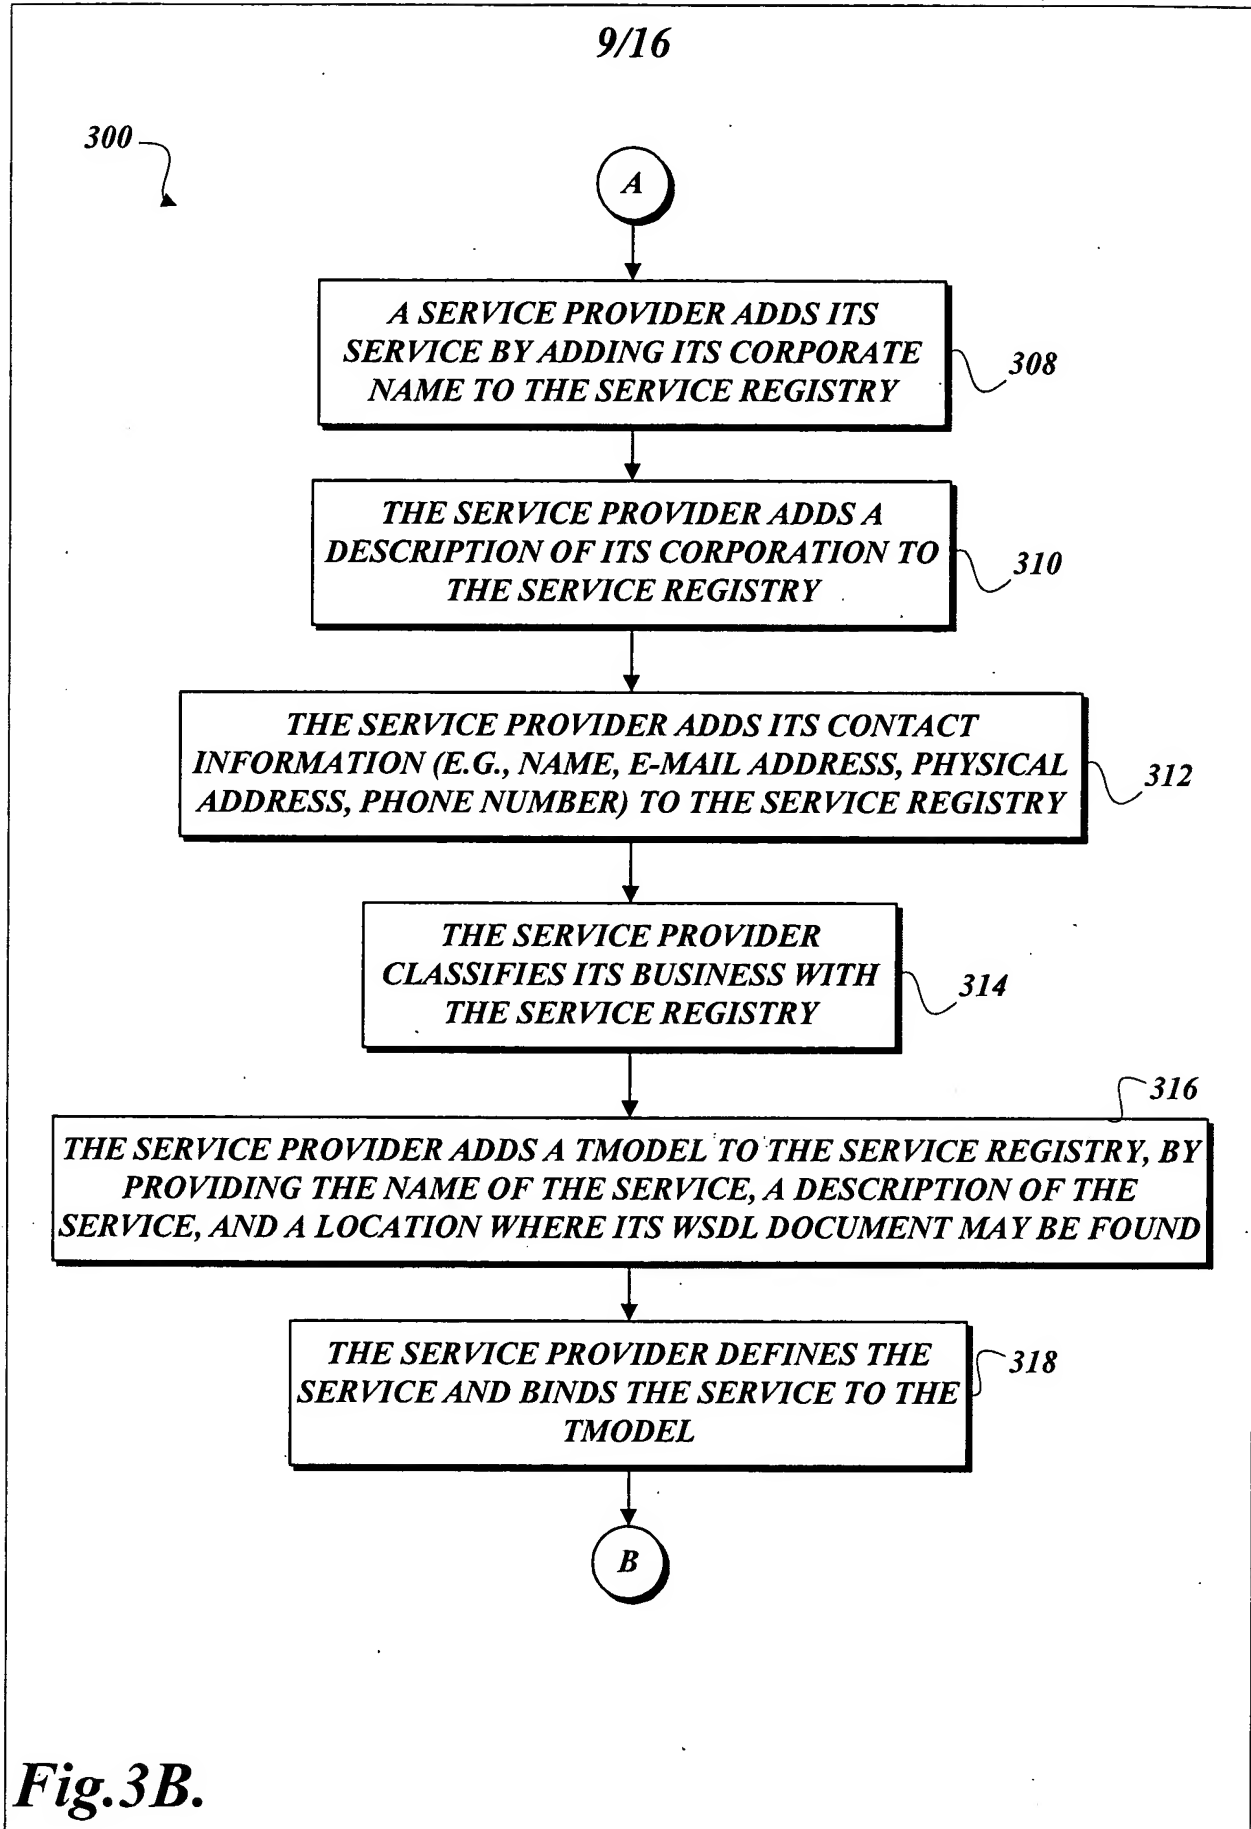 9/16
300
A
A SERVICE PROVIDER ADDS ITS
SERVICE BY ADDING ITS CORPORATE
NAME TO THE SERVICE REGISTRY
308
THE SERVICE PROVIDER ADDS A
DESCRIPTION OF ITS CORPORATION TO
THE SERVICE REGISTRY
310
THE SERVICE PROVIDER ADDS ITS CONTACT
INFORMATION (E.G., NAME, E-MAIL ADDRESS, PHYSICAL
ADDRESS, PHONE NUMBER) TO THE SERVICE REGISTRY
312
THE SERVICE PROVIDER
CLASSIFIES ITS BUSINESS WITH
THE SERVICE REGISTRY
314
316
THE SERVICE PROVIDER ADDS A TMODEL TO THE SERVICE REGISTRY, BY
PROVIDING THE NAME OF THE SERVICE, A DESCRIPTION OF THE
SERVICE, AND A LOCATION WHERE ITS WSDL DOCUMENT MAY BE FOUND
THE SERVICE PROVIDER DEFINES THE
SERVICE AND BINDS THE SERVICE TO THE
TMODEL
318
B
Fig.3B.